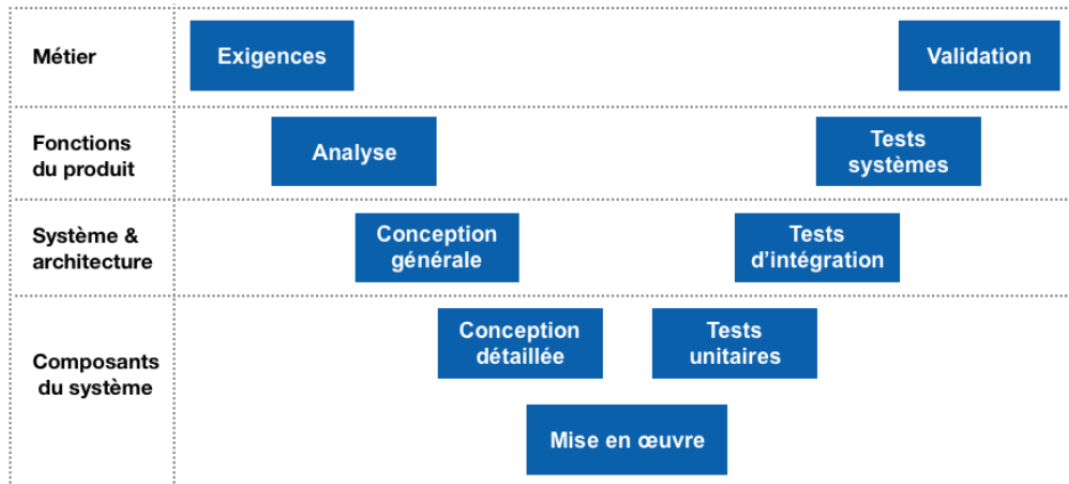 Métier
Exigences
Validation
Fonctions
du produit
Analyse
Tests
systèmes
Système &
architecture
Conception
générale
Tests
d’intégration
Composants
du système
Conception
détaillée
Tests
unitaires
Mise en œuvre